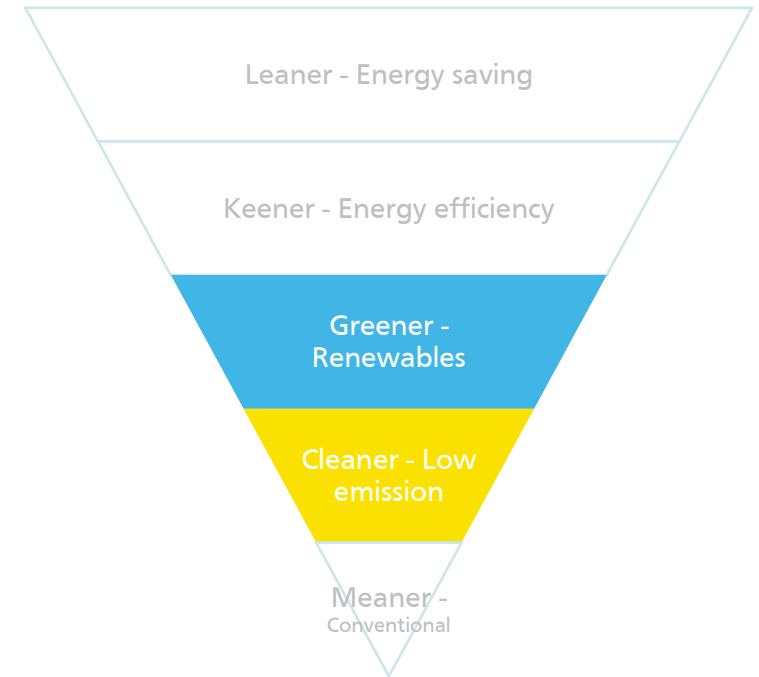 Leaner - Energy saving
Keener - Energy efficiency
Greener -
Renewables
Cleaner - Low
emission
Meaner -
Conventional